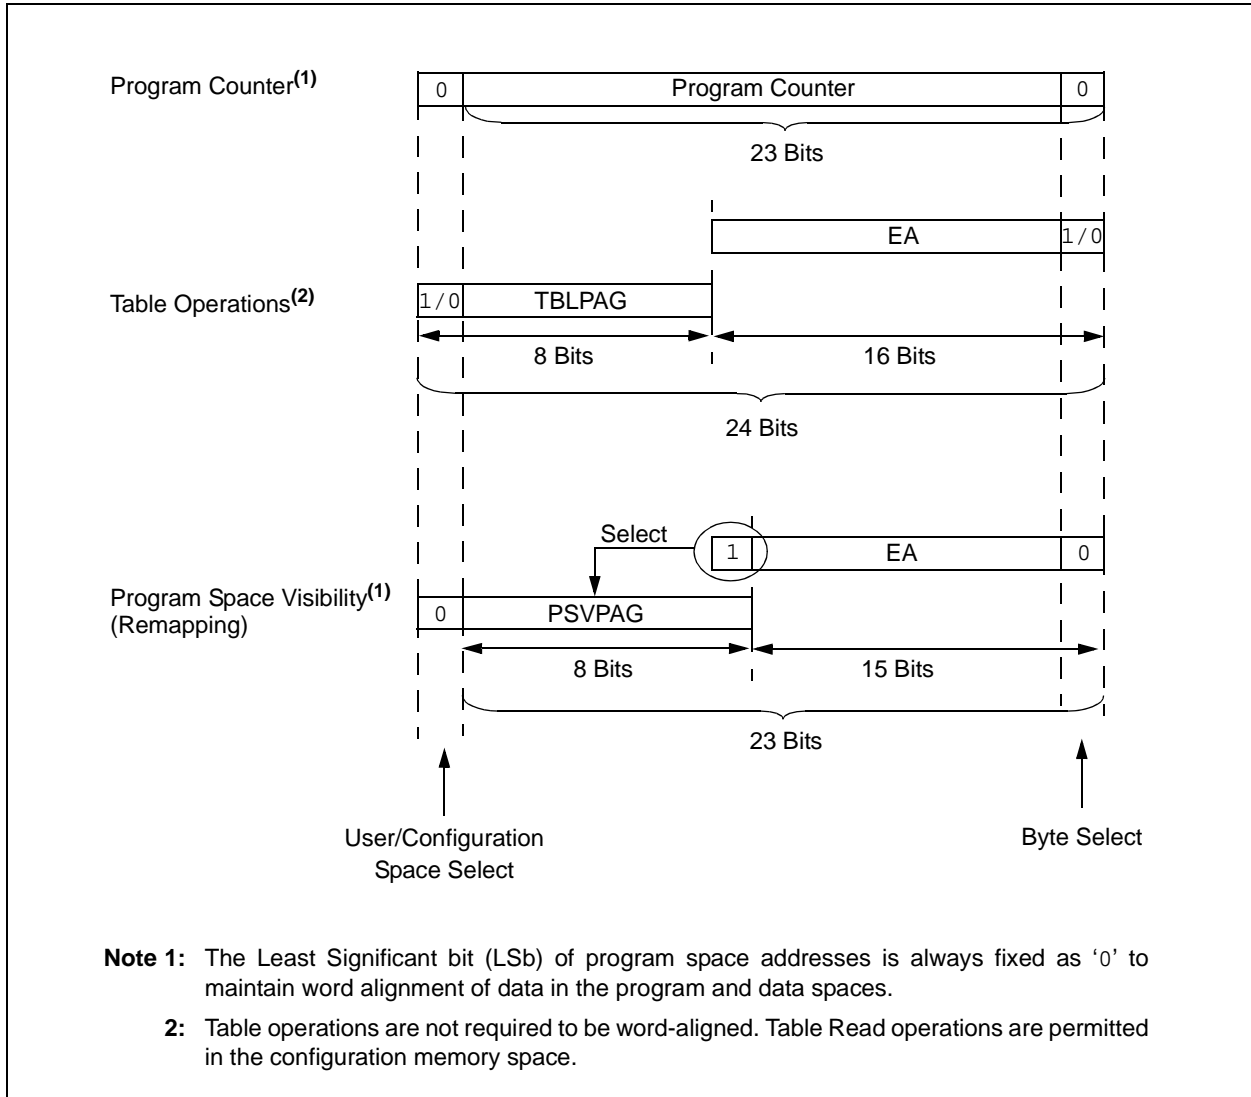 Program Counter(1)
0
Program Counter
0
23 Bits
EA
1/0
Table Operations(2)
1/0
TBLPAG
8 Bits
16 Bits
24 Bits
Select
1
EA
0
Program Space Visibility(1)
(Remapping)
0
PSVPAG
8 Bits
15 Bits
23 Bits
User/Configuration
Space Select
Byte Select
Note 1: The Least Significant bit (LSb) of program space addresses is always fixed as ‘0’ to
maintain word alignment of data in the program and data spaces.
2: Table operations are not required to be word-aligned. Table Read operations are permitted
in the configuration memory space.